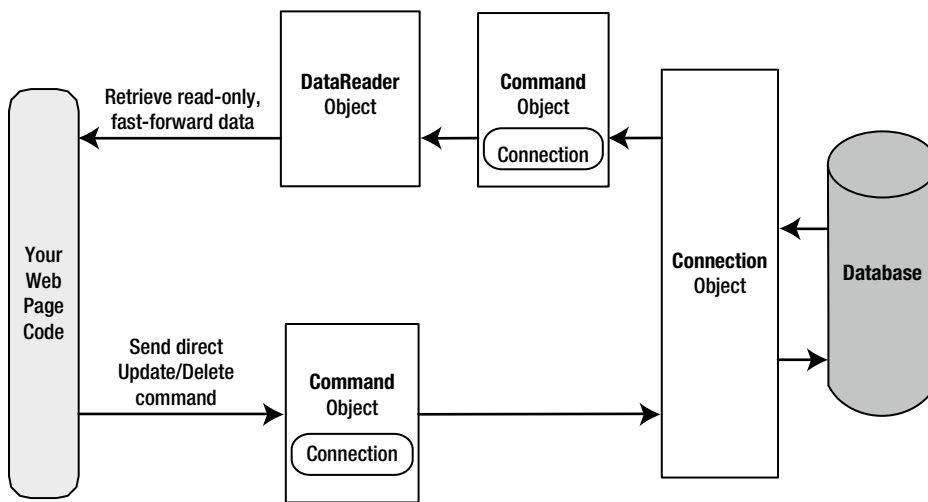 DataReader
Object
Command
Object
Connection
Retrieve read-only,
fast-forward data
Your
Web
Page
Code
Connection
Object
Database
Send direct
Update/Delete
command
Command
Object
Connection